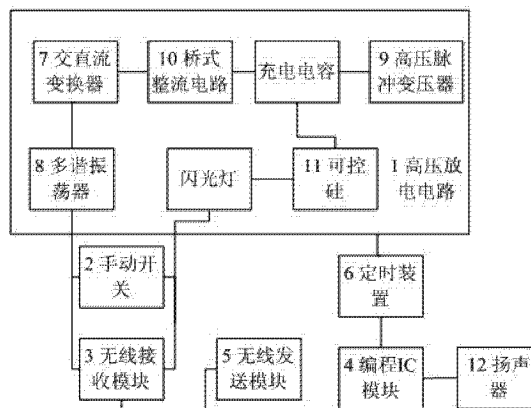 7 交直流
变换器
10 桥式
整流电路
充电电容
9 高压脉
冲变压器
8 多谐振
荡器
闪光灯
11 可控
硅
1 高压放
电电路
2 手动开
关
6 定时装
置
3 无线接
收模块
5 无线发
送模块
4 编程IC
模块
12 扬声
器